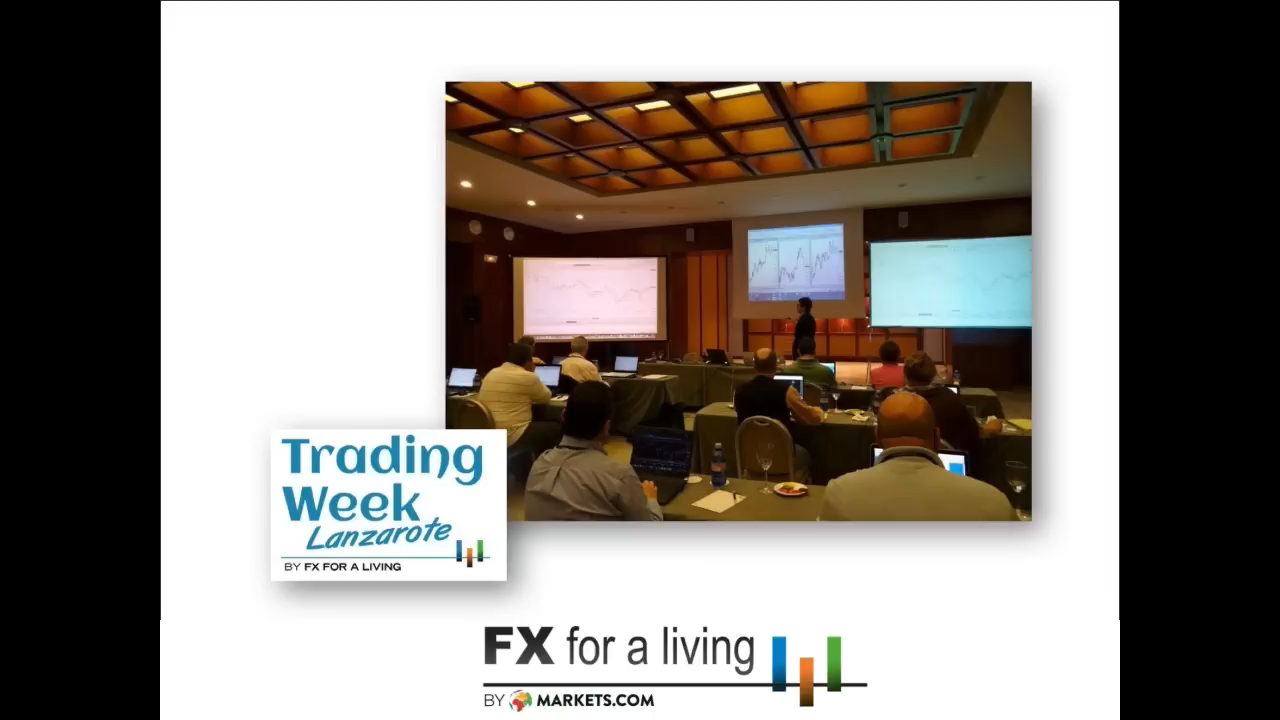 Trading
Week
Lanzarote
BY FX FOR A LIVING
FX for a living
BY MARKETS.COM